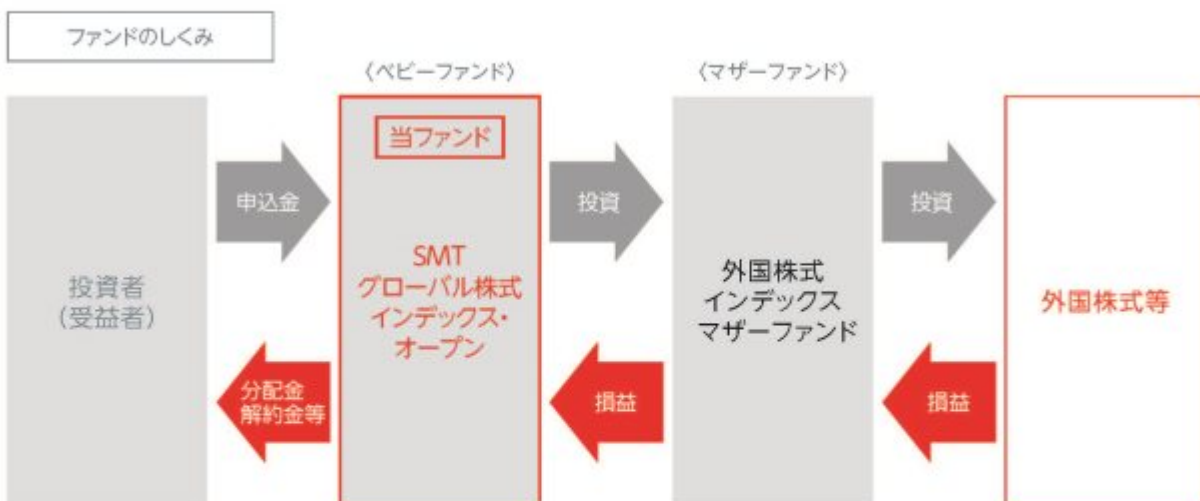 ファンドのしくみ
〈ベビーファンド〉
〈マザーファンド〉
投資者
(受益者)
申込金
分配金
解約金等
当ファンド
SMT
グローバル株式
インデックス・
オープン
投資
損益
外国株式
インデックス
マザーファンド
投資
損益
外国株式等